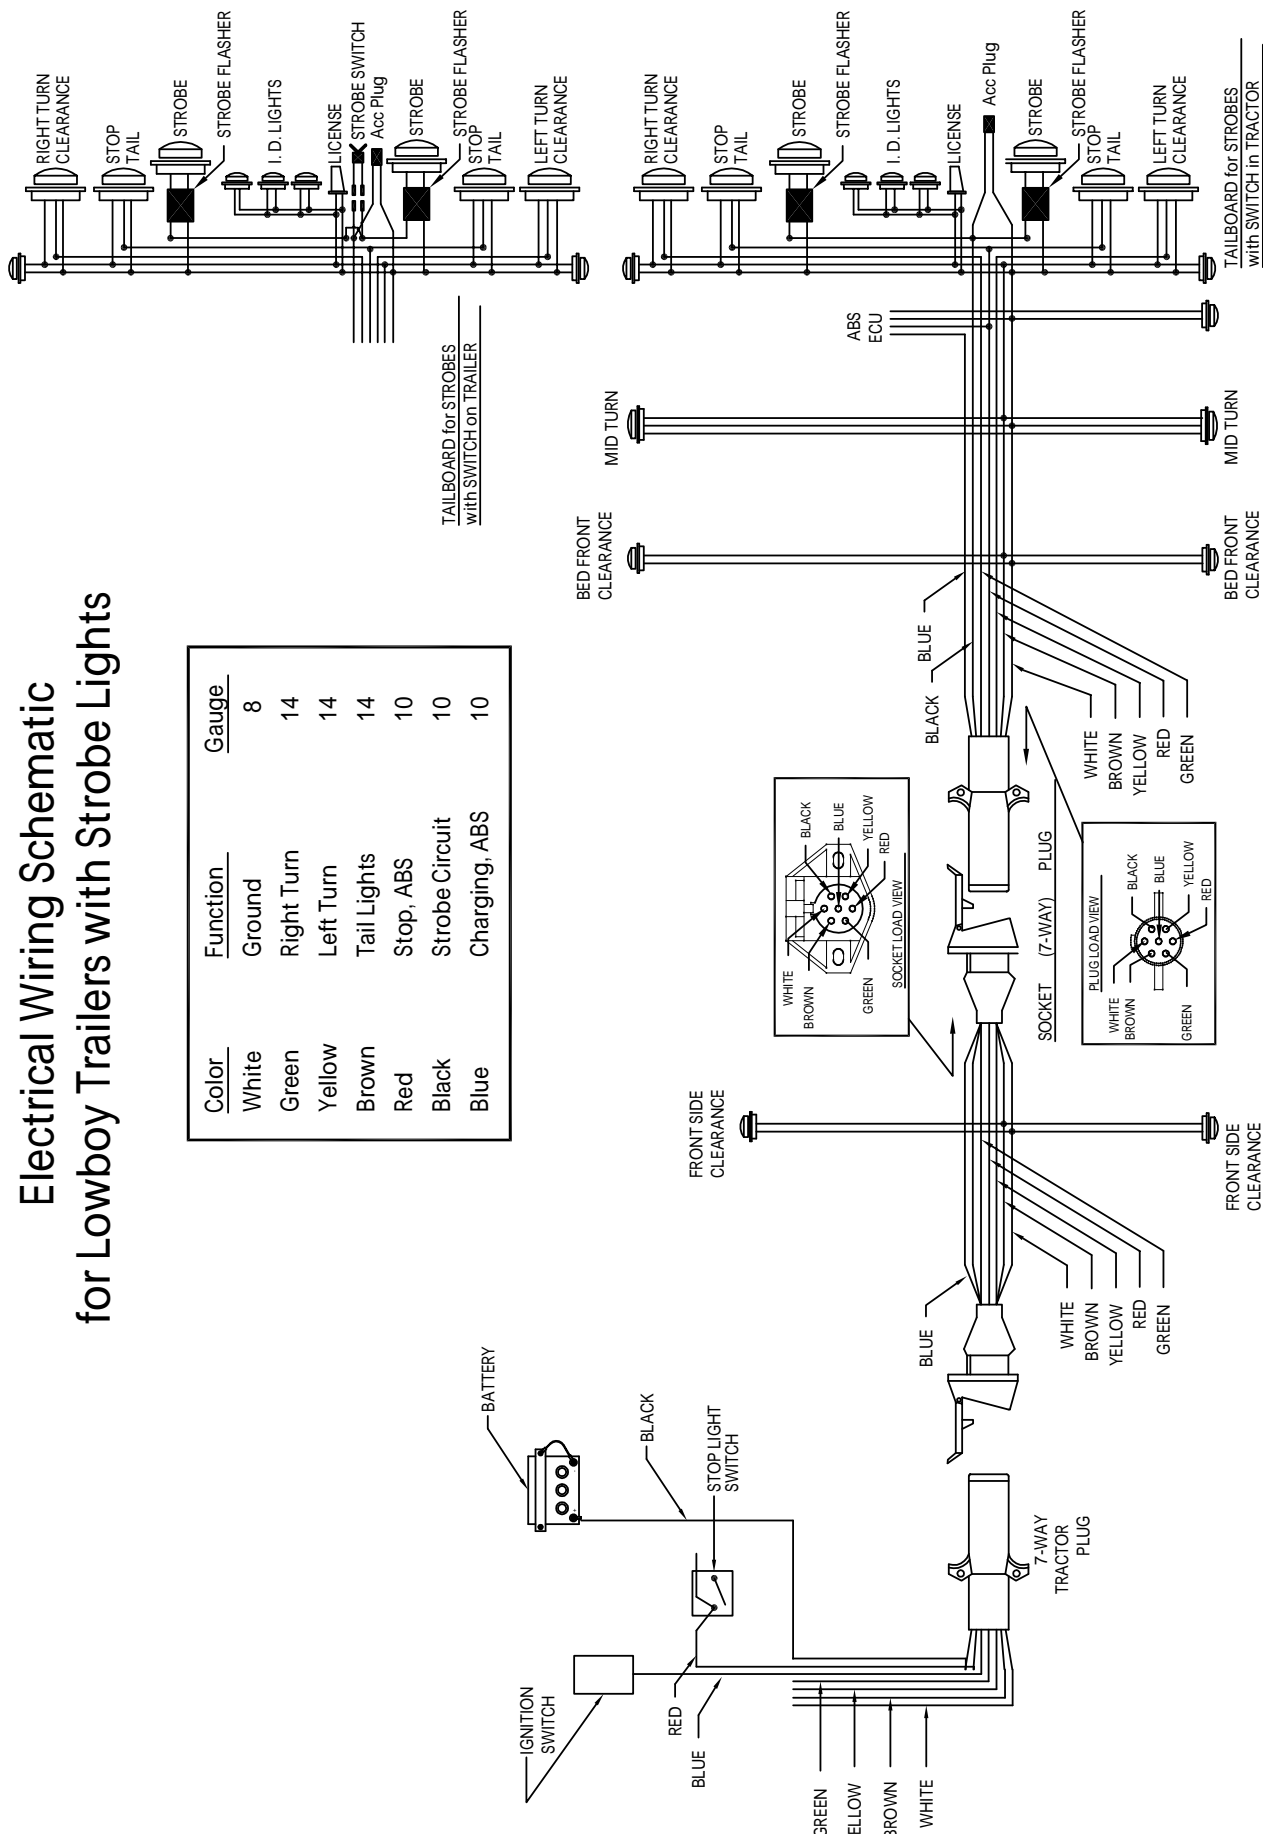 Electrical Wiring Schematic
for Lowboy Trailers with Strobe Lights
Color Function Gauge
White Ground 8
Green Right Turn 14
Yellow Left Turn 14
Brown Tail Lights 14
Red Stop, ABS 10
Black Strobe Circuit 10
Blue Charging, ABS 10
RIGHT TURN
CLEARANCE
STOP
TAIL
STROBE
STROBE FLASHER
I. D. LIGHTS
LICENSE
STROBE SWITCH
Acc Plug
STROBE
STROBE FLASHER
STOP
TAIL
LEFT TURN
CLEARANCE
TAILBOARD for STROBES
with SWITCH on TRAILER
RIGHT TURN
CLEARANCE
STOP
TAIL
STROBE
STROBE FLASHER
I. D. LIGHTS
LICENSE
Acc Plug
STROBE
STROBE FLASHER
STOP
TAIL
LEFT TURN
CLEARANCE
TAILBOARD for STROBES
with SWITCH in TRACTOR
ABS
ECU
MID TURN
MID TURN
BED FRONT
CLEARANCE
BED FRONT
CLEARANCE
BLUE
BLACK
WHITE
BROWN
YELLOW
RED
GREEN
BLACK
BLUE
YELLOW
RED
WHITE
BROWN
GREEN
SOCKET LOAD VIEW
SOCKET (7-WAY) PLUG
PLUG LOAD VIEW
BLACK
BLUE
YELLOW
RED
WHITE
BROWN
GREEN
FRONT SIDE
CLEARANCE
FRONT SIDE
CLEARANCE
BLUE
WHITE
BROWN
YELLOW
RED
GREEN
BATTERY
BLACK
STOP LIGHT
SWITCH
7-WAY
TRACTOR
PLUG
IGNITION
SWITCH
RED
BLUE
GREEN
YELLOW
BROWN
WHITE